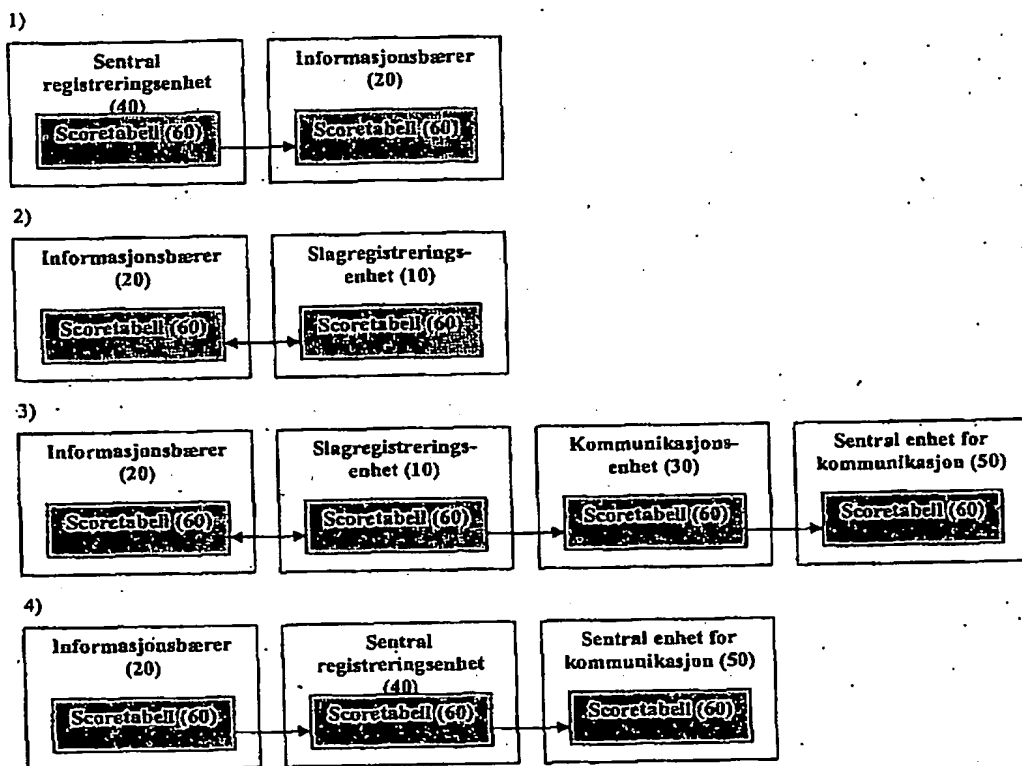 1)
Sentral
registreringsenhet
(40)
Scoretabell (60)
Informasjonsbærer
(20)
Scoretabell (60)
2)
Informasjonsbærer
(20)
Scoretabell (60)
Slagregistrerings-
enhet (10)
Scoretabell (60)
3)
Informasjonsbærer
(20)
Scoretabell (60)
Slagregistrerings-
enhet (10)
Scoretabell (60)
Kommunikasjons-
enhet (30)
Scoretabell (60)
Sentral enhet for
kommunikasjon (50)
Scoretabell (60)
4)
Informasjonsbærer
(20)
Scoretabell (60)
Sentral
registreringsenhet
(40)
Scoretabell (60)
Sentral enhet for
kommunikasjon (50)
Scoretabell (60)